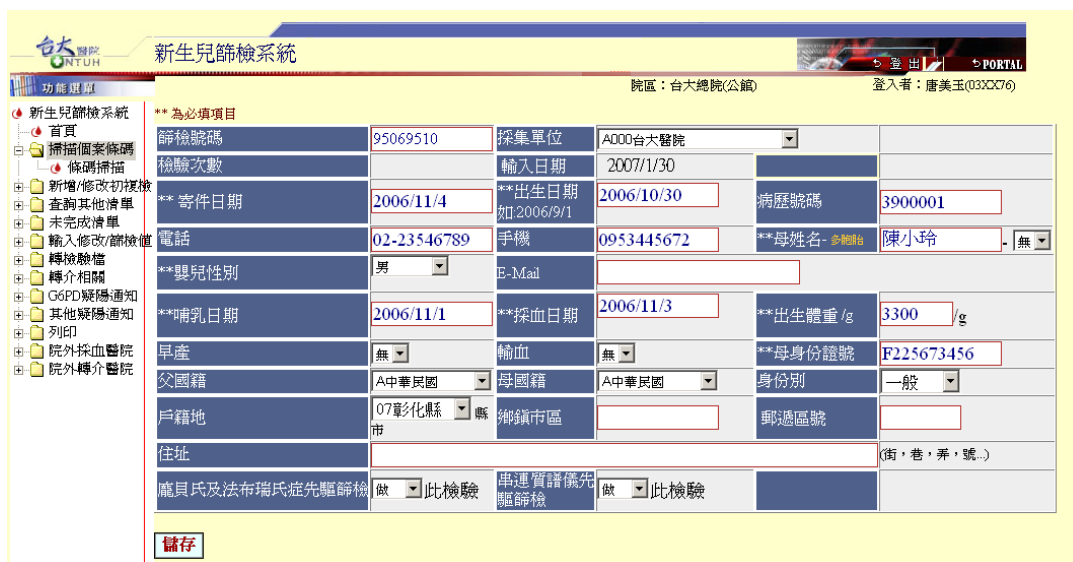 台大醫院
NTUH
新生兒篩檢系統
登出 PORTAL
功能選單
院區：台大總院(公館) 登入者：唐美玉(03XX76)
新生兒篩檢系統
首頁
掃描個案條碼
條碼掃描
新增/修改初複檢
查詢其他清單
未完成清單
輸入修改/篩檢值
轉檢驗檔
轉介相關
G6PD疑陽通知
其他疑陽通知
列印
院外採血醫院
院外轉介醫院
** 為必填項目
篩檢號碼 95069510 採集單位 A000台大醫院
檢驗次數 輸入日期 2007/1/30
** 寄件日期 2006/11/4 **出生日期 如:2006/9/1 2006/10/30 病歷號碼 3900001
電話 02-23546789 手機 0953445672 **母姓名- 多胞胎 陳小玲 - 無
**嬰兒性別 男 E-Mail
**哺乳日期 2006/11/1 **採血日期 2006/11/3 **出生體重 /g 3300 /g
早產 無 輸血 無 **母身份證號 F225673456
父國籍 A中華民國 母國籍 A中華民國 身份別 一般
戶籍地 07彰化縣 縣市 鄉鎮市區 郵遞區號
住址 (街，巷，弄，號...)
龐貝氏及法布瑞氏症先驅篩檢 做 此檢驗 串連質譜儀先驅篩檢 做 此檢驗
儲存